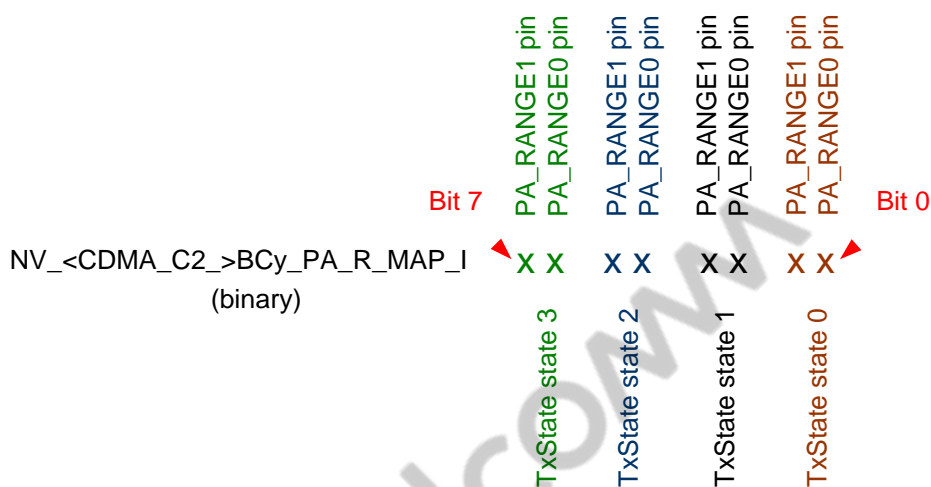 PA_RANGE1 pin
PA_RANGE0 pin
PA_RANGE1 pin
PA_RANGE0 pin
PA_RANGE1 pin
PA_RANGE0 pin
PA_RANGE1 pin
PA_RANGE0 pin
Bit 7
Bit 0
NV_<CDMA_C2_>BCy_PA_R_MAP_I X X X X X X X X
(binary)
TxState state 3
TxState state 2
TxState state 1
TxState state 0